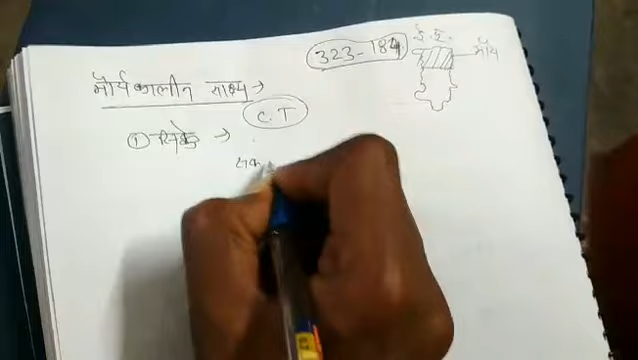 323-184
ई. पू.
मौर्य
मौर्यकालीन साक्ष्य →
C.T
① सिक्के →